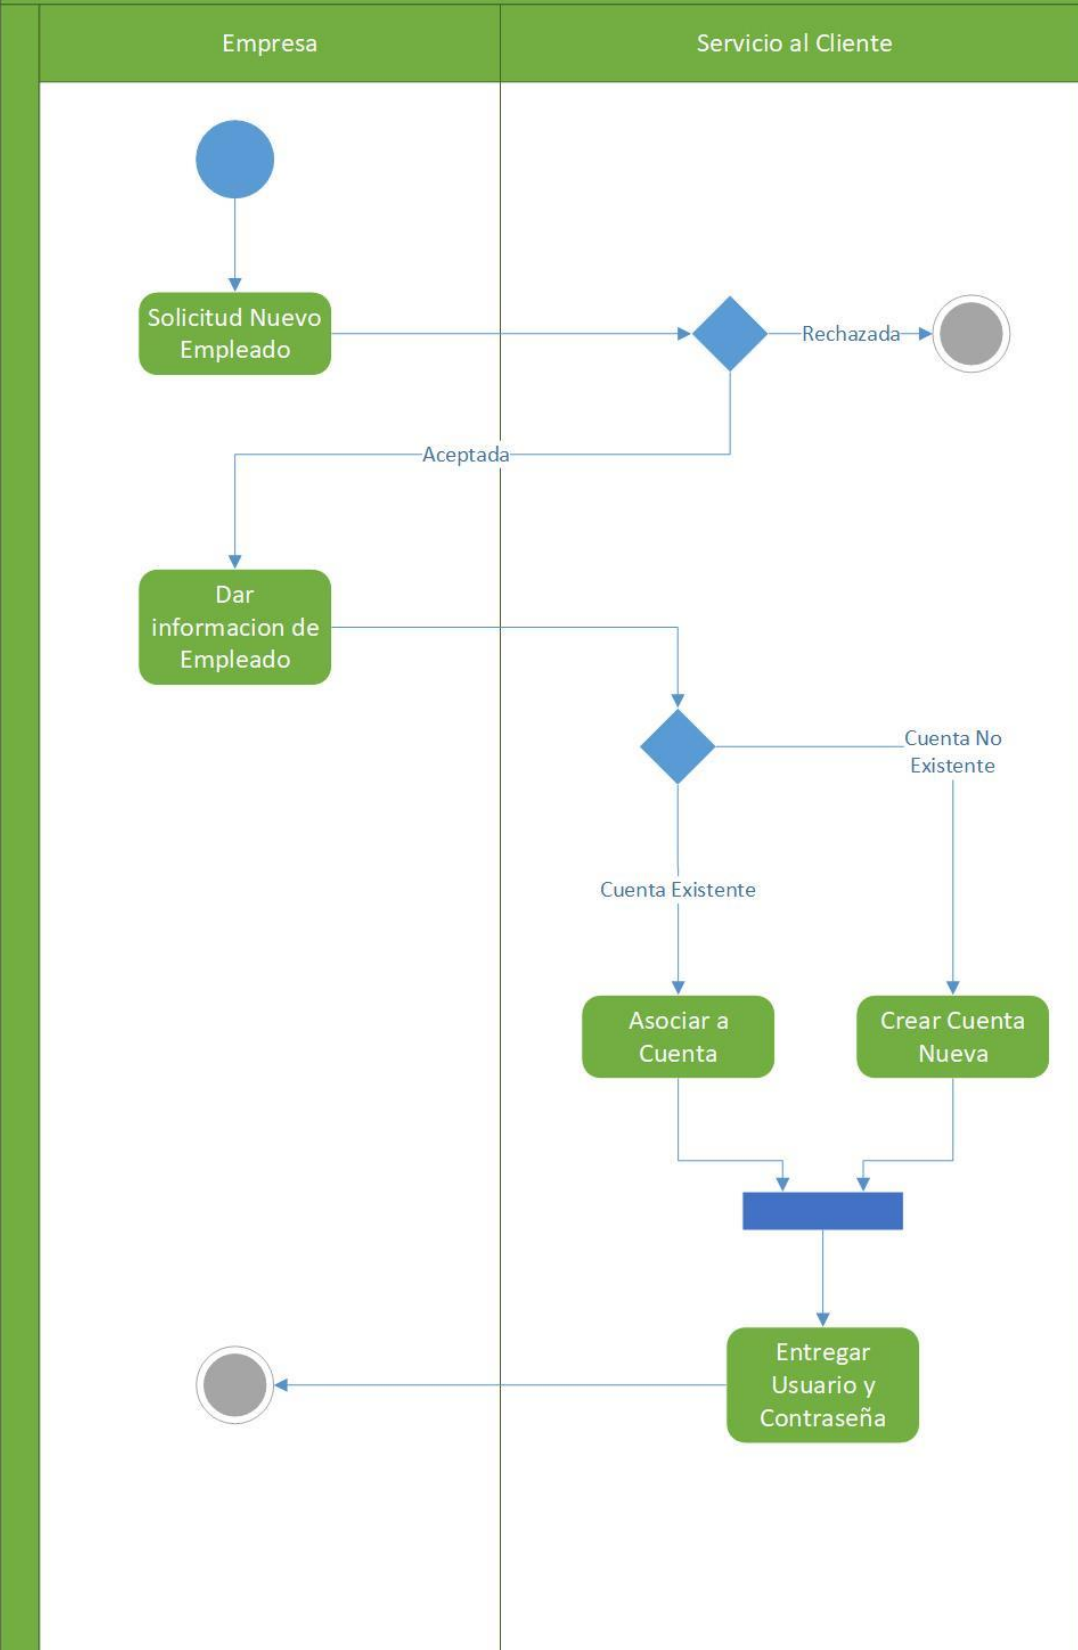 Empresa
Servicio al Cliente
Solicitud Nuevo
Empleado
Rechazada
Aceptada
Dar
informacion de
Empleado
Cuenta No
Existente
Cuenta Existente
Asociar a
Cuenta
Crear Cuenta
Nueva
Entregar
Usuario y
Contraseña